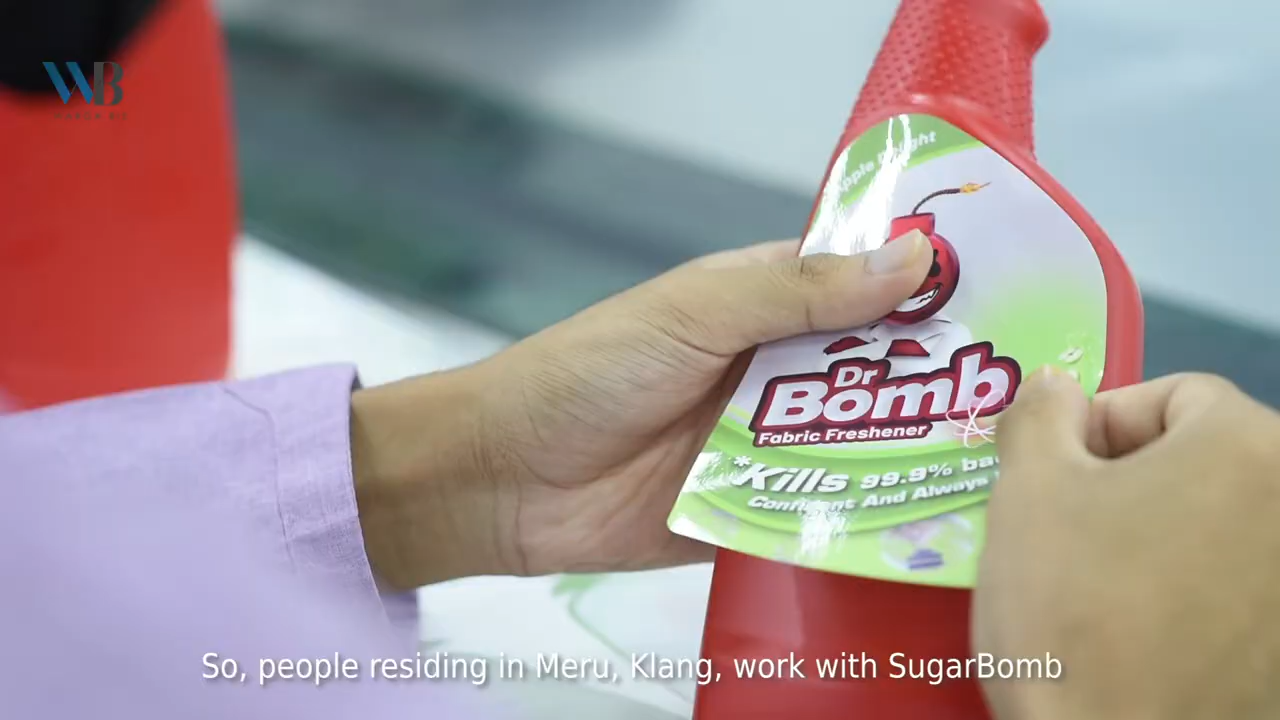 WB
Apple Delight
Dr
Bomb
Fabric Freshener
*Kills 99.9% ba
Confident And Always
So, people residing in Meru, Klang, work with SugarBomb